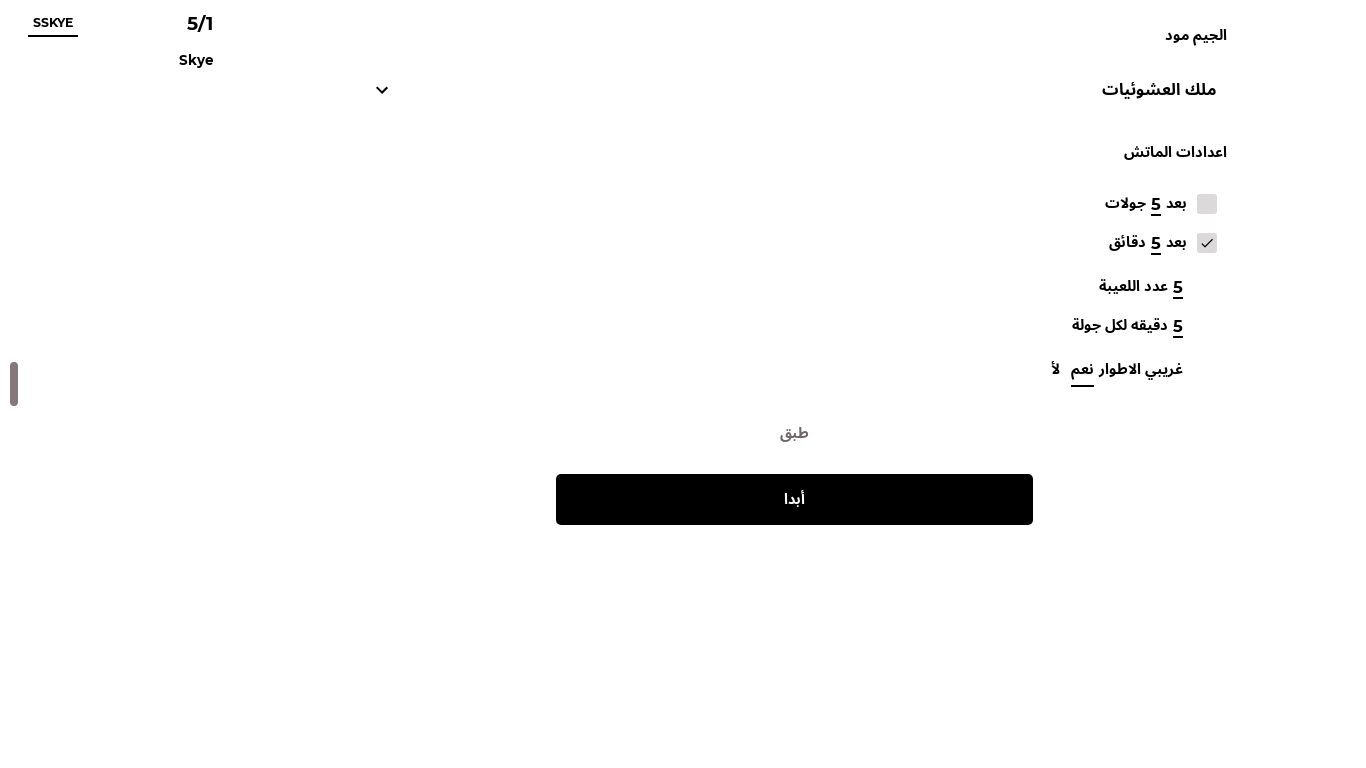 الجيم مود
ملك العشوئيات
اعدادات الماتش
بعد 5 جولات
بعد 5 دقائق
5 عدد اللعيبة
5 دقيقه لكل جولة
غريبي الاطوار نعم لأ
طبق
أبدا
5/1
Skye
SSKYE